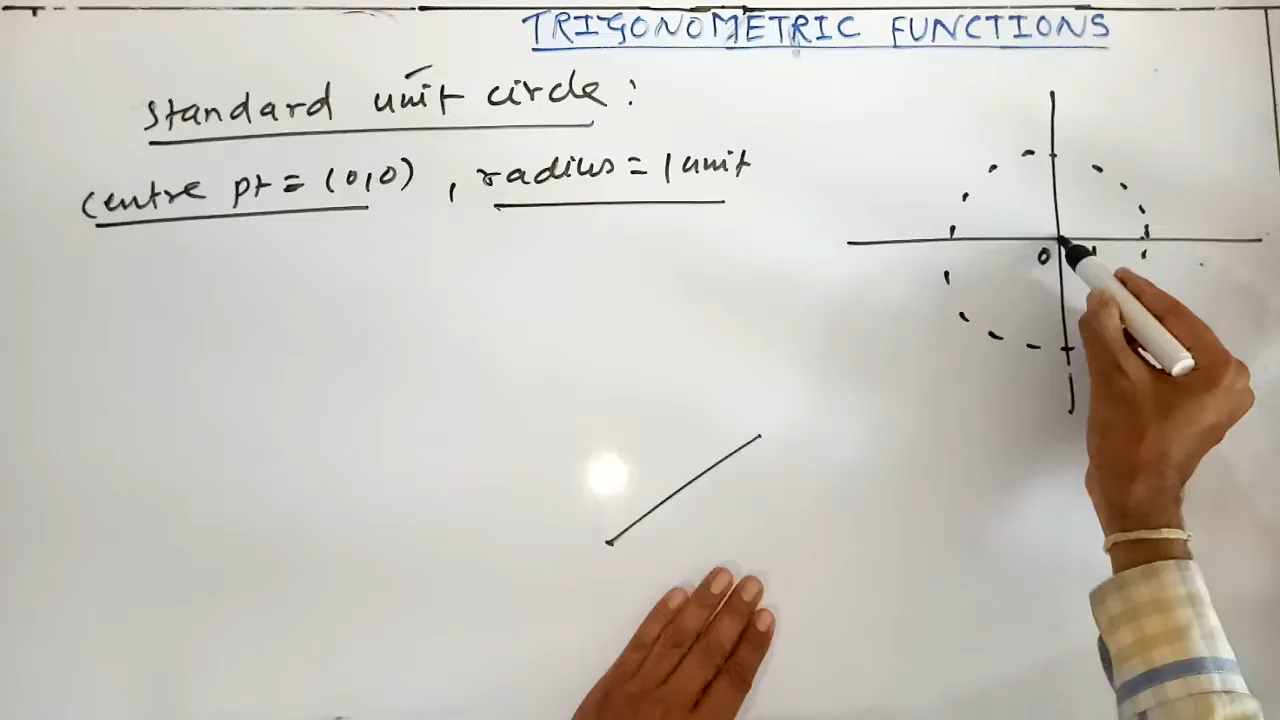 TRIGONOMETRIC FUNCTIONS
Standard unit circle :
Centre pt = (0,0) , radius = 1 unit
0